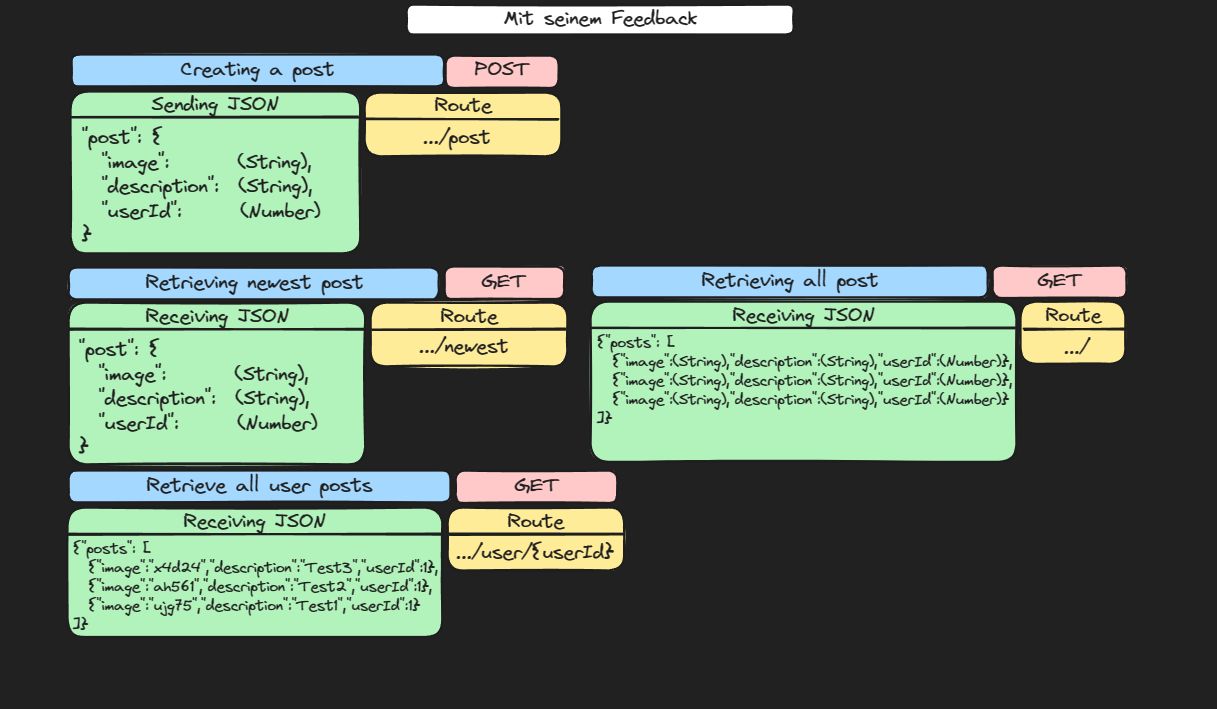 Mit seinem Feedback
Creating a post
POST
Sending JSON
"post": {
"image": (String),
"description": (String),
"userId": (Number)
}
Route
.../post
Retrieving newest post
GET
Receiving JSON
"post": {
"image": (String),
"description": (String),
"userId": (Number)
}
Route
.../newest
Retrieving all post
GET
Receiving JSON
{"posts": [
{"image":(String),"description":(String),"userId":(Number)},
{"image":(String),"description":(String),"userId":(Number)},
{"image":(String),"description":(String),"userId":(Number)}
]}
Route
.../
Retrieve all user posts
GET
Receiving JSON
{"posts": [
{"image":"x4d24","description":"Test3","userId":1},
{"image":"ah561","description":"Test2","userId":1},
{"image":"ujg75","description":"Test1","userId":1}
]}
Route
.../user/{userId}